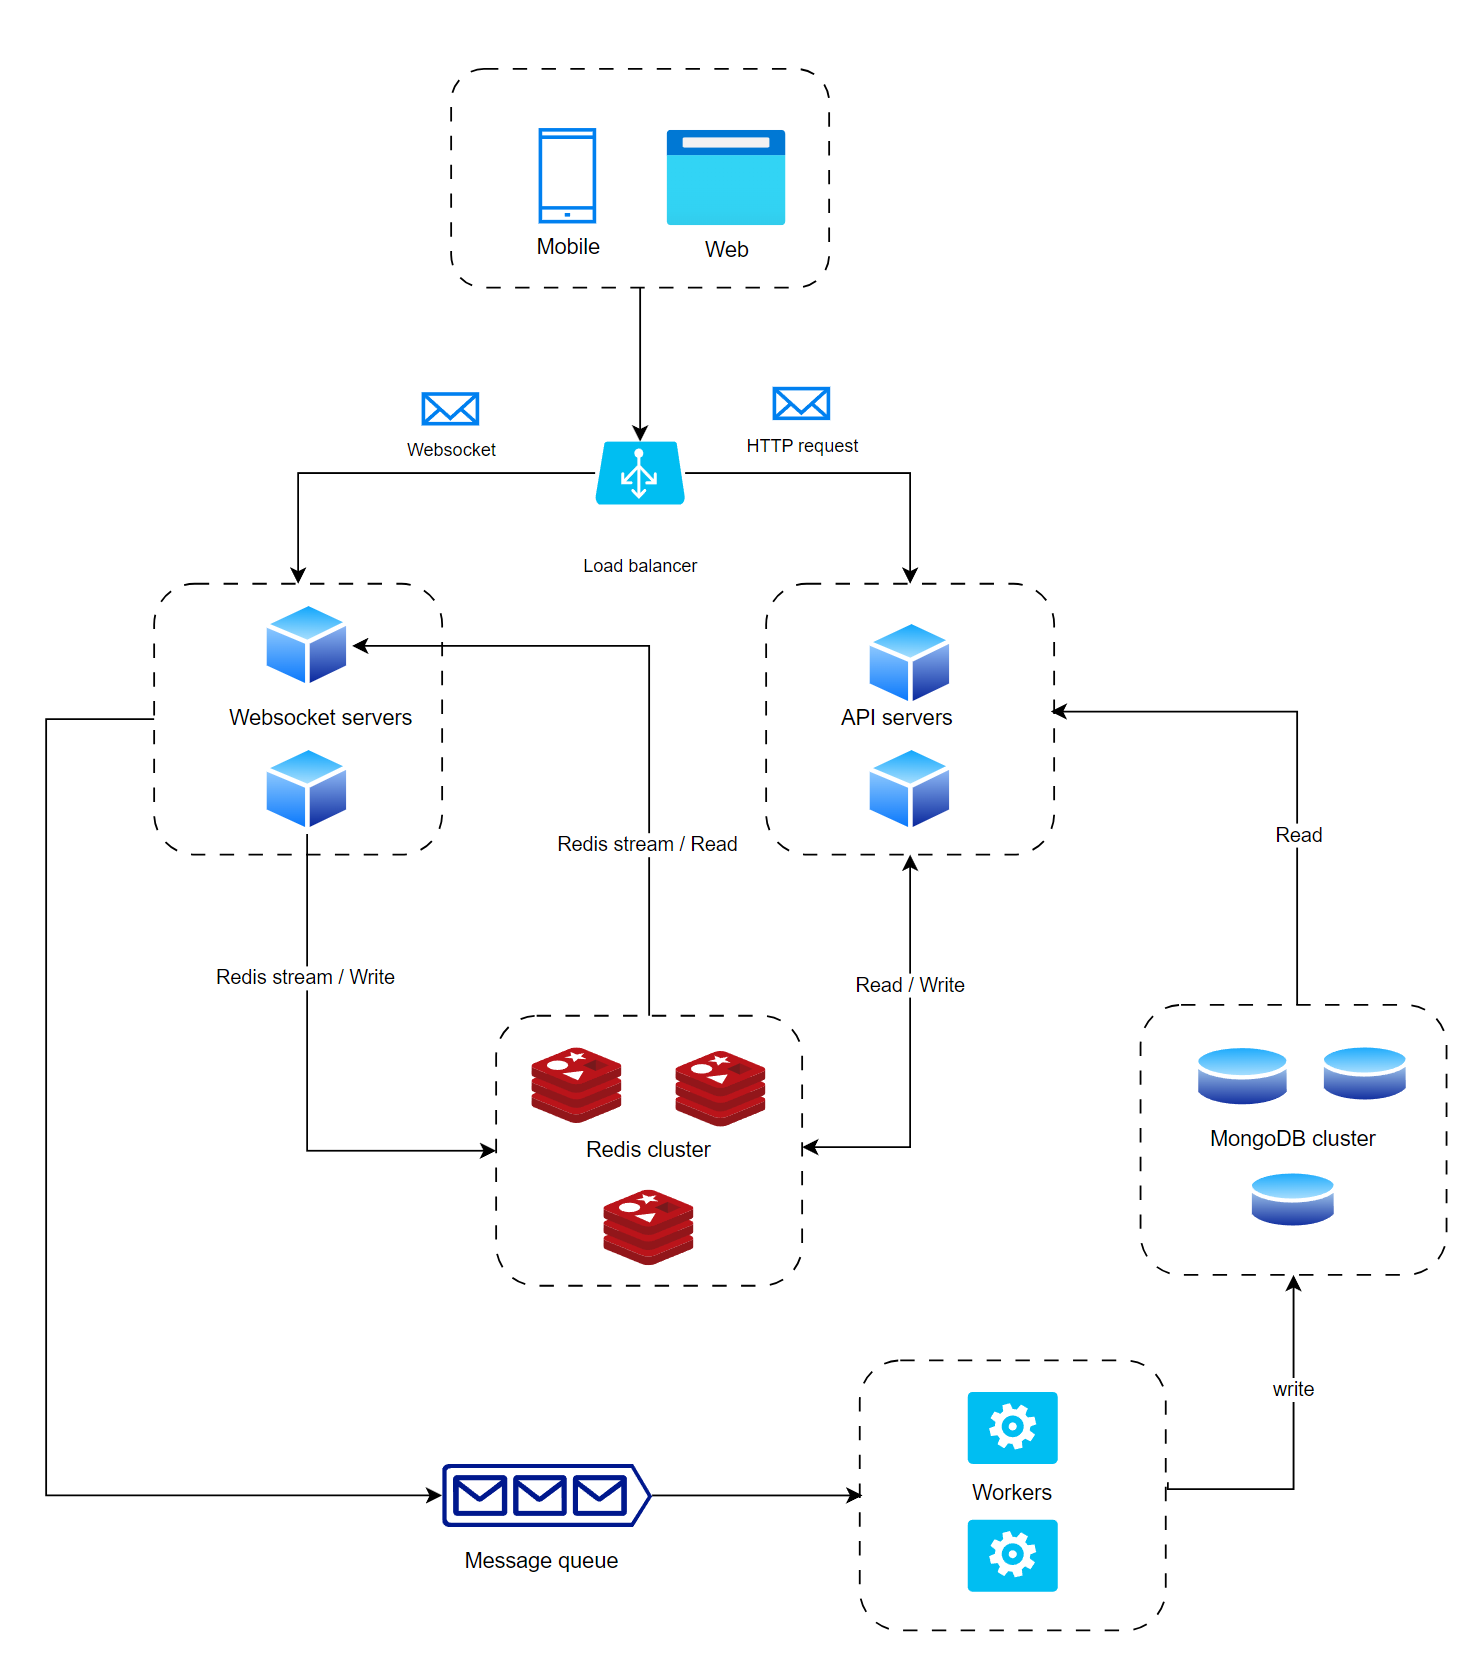 Mobile
Web
Websocket
HTTP request
Load balancer
Websocket servers
API servers
Read
Redis stream / Read
Redis stream / Write
Read / Write
MongoDB cluster
Redis cluster
write
Workers
Message queue